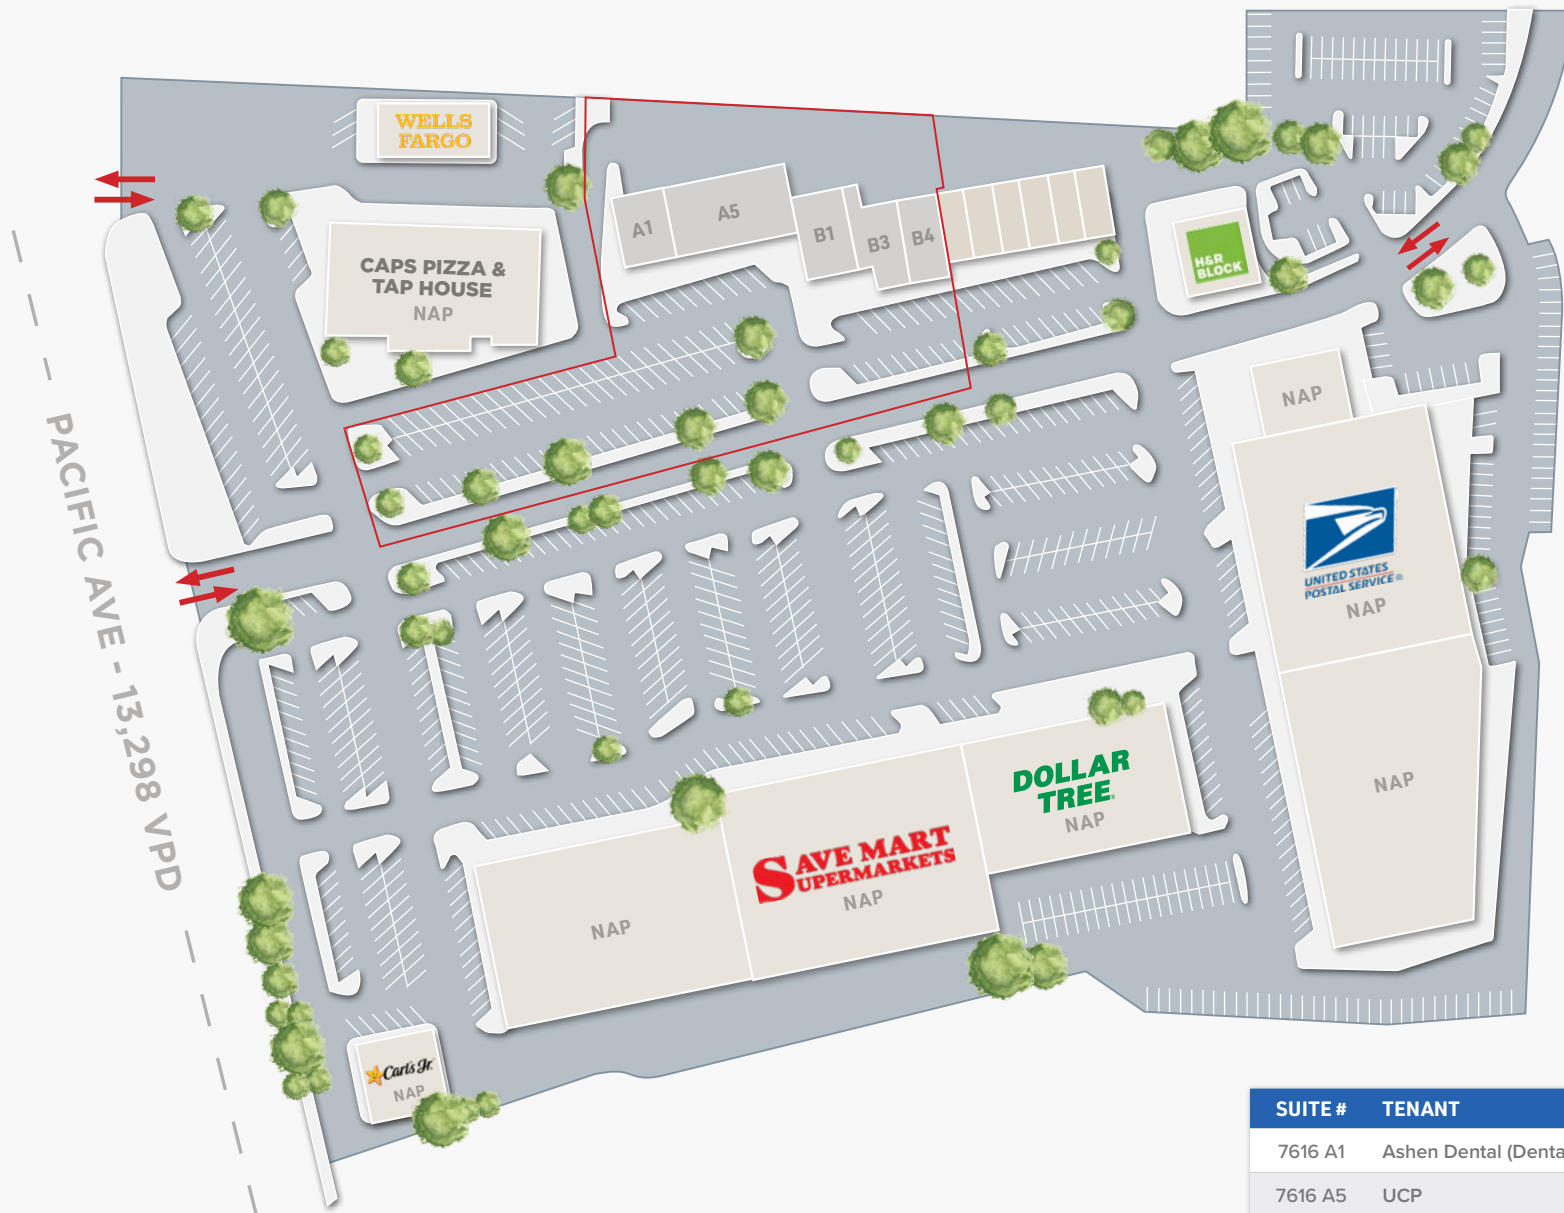 WELLS
FARGO
CAPS PIZZA &
TAP HOUSE
NAP
A1
A5
B1
B3
B4
H&R
BLOCK
NAP
UNITED STATES
POSTAL SERVICE®
NAP
NAP
PACIFIC AVE - 13,298 VPD
DOLLAR
TREE
NAP
SAVE MART
SUPERMARKETS
NAP
NAP
Carl's Jr.
NAP
SUITE # TENANT
7616 A1 Ashen Dental (Denta
7616 A5 UCP